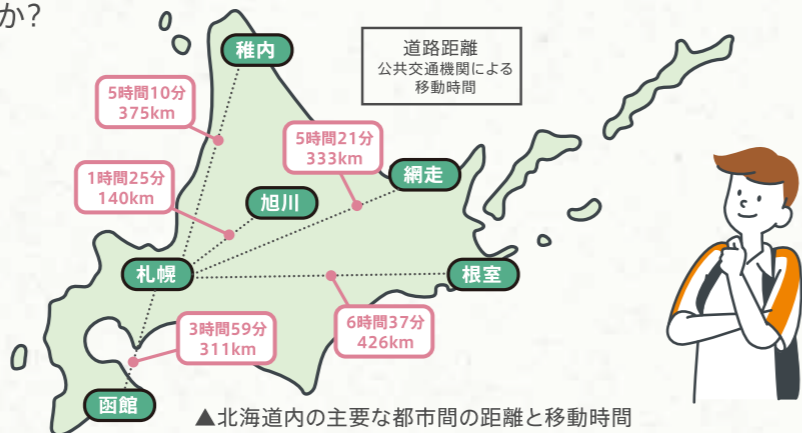 か?
道路距離
公共交通機関による
移動時間
稚内
5時間10分
375km
5時間21分
333km
網走
1時間25分
140km
旭川
札幌
根室
3時間59分
311km
6時間37分
426km
函館
▲北海道内の主要な都市間の距離と移動時間